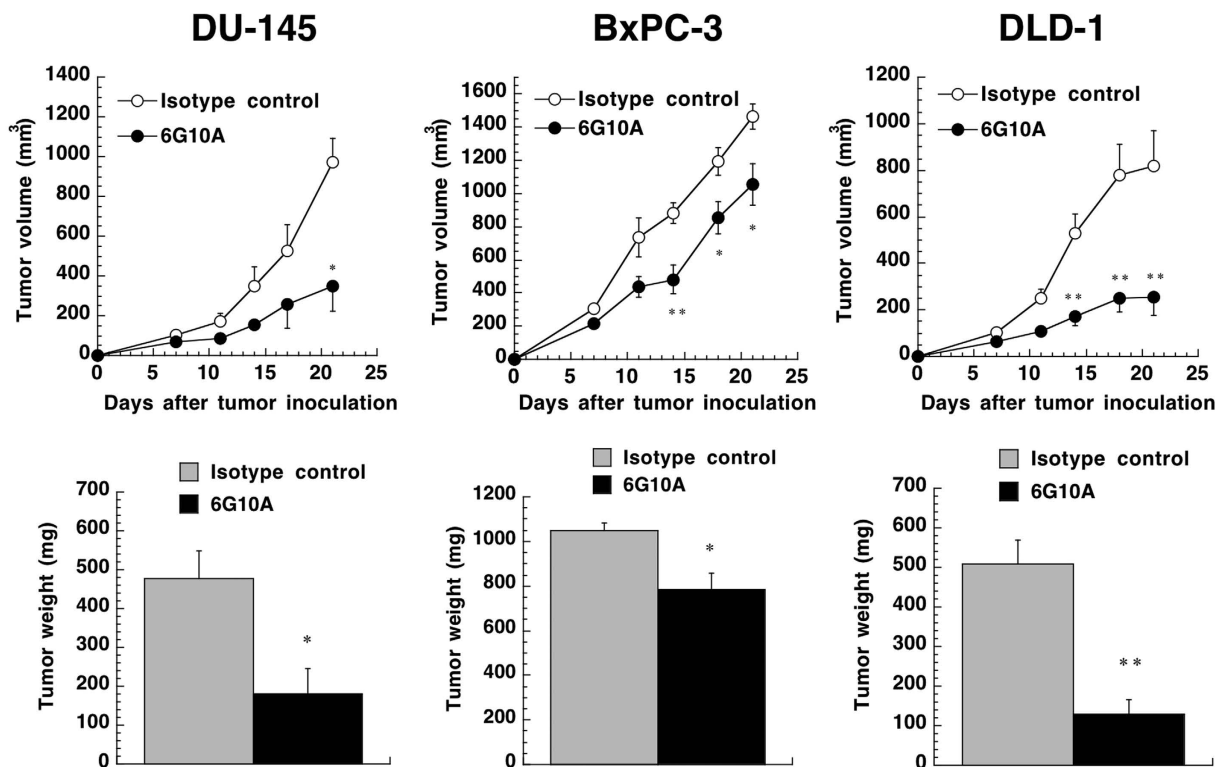 DU-145
BxPC-3
DLD-1
Tumor volume (mm3)
1400
1200
1000
800
600
400
200
0
Isotype control
6G10A
*
0 5 10 15 20 25
Days after tumor inoculation
Tumor volume (mm3)
1600
1400
1200
1000
800
600
400
200
0
Isotype control
6G10A
**
*
*
0 5 10 15 20 25
Days after tumor inoculation
Tumor volume (mm3)
1200
1000
800
600
400
200
0
Isotype control
6G10A
**
**
**
0 5 10 15 20 25
Days after tumor inoculation
Isotype control
6G10A
Tumor weight (mg)
700
600
500
400
300
200
100
0
*
Isotype control
6G10A
Tumor weight (mg)
1200
1000
800
600
400
200
0
*
Isotype control
6G10A
Tumor weight (mg)
700
600
500
400
300
200
100
0
**